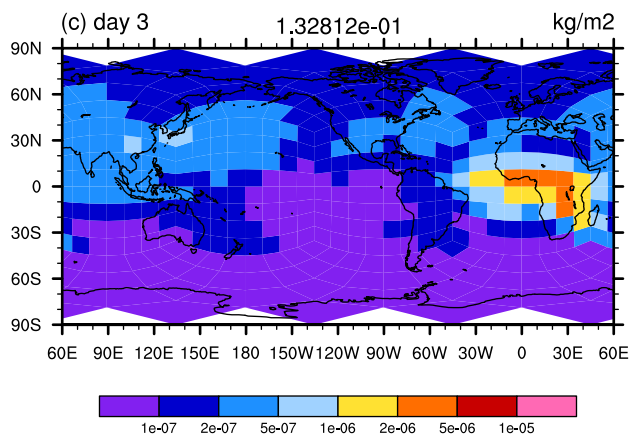 (c) day 3 1.32812e-01 kg/m2
90N
60N
30N
0
30S
60S
90S
60E 90E 120E 150E 180 150W 120W 90W 60W 30W 0 30E 60E
1e-07 2e-07 5e-07 1e-06 2e-06 5e-06 1e-05